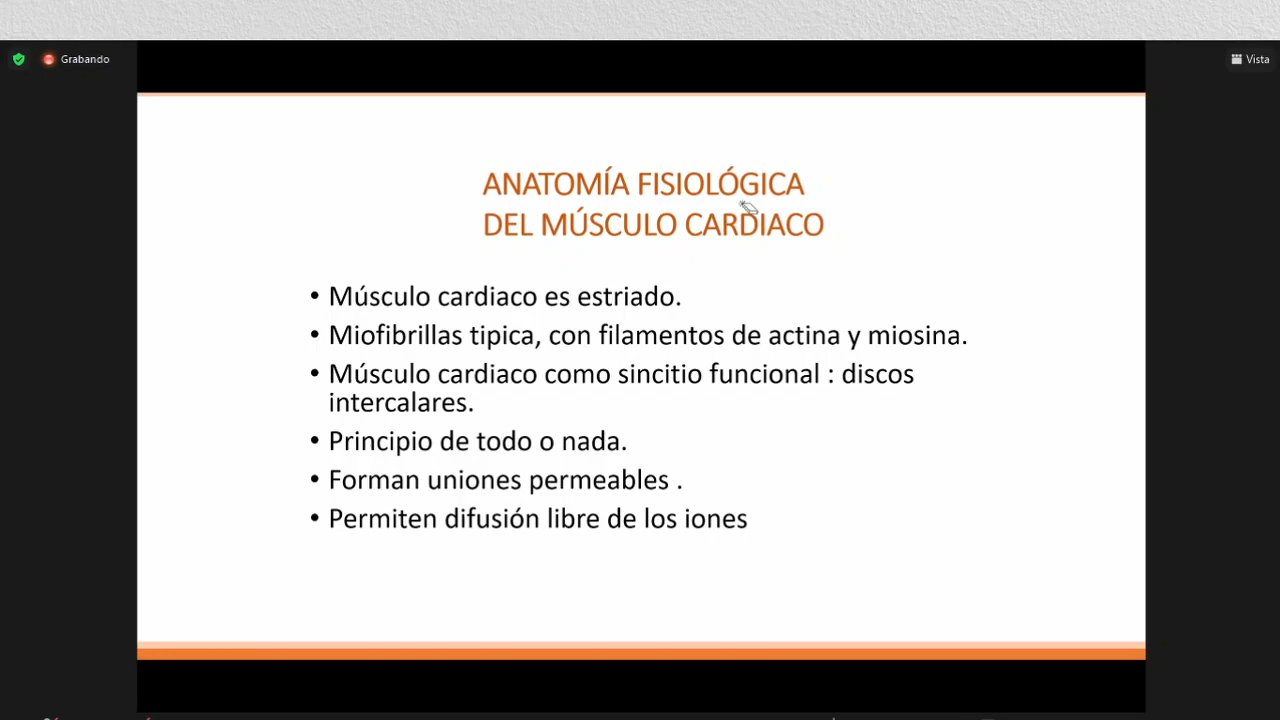 Grabando
Vista
ANATOMÍA FISIOLÓGICA
DEL MÚSCULO CARDIACO
• Músculo cardiaco es estriado.
• Miofibrillas tipica, con filamentos de actina y miosina.
• Músculo cardiaco como sincitio funcional : discos
intercalares.
• Principio de todo o nada.
• Forman uniones permeables .
• Permiten difusión libre de los iones